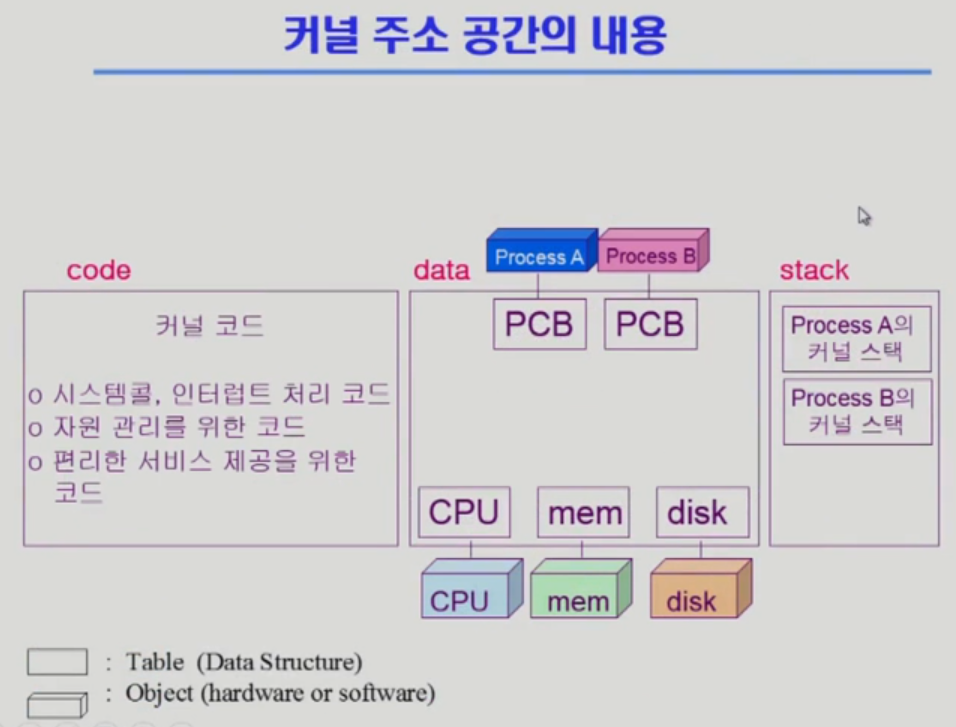 커널 주소 공간의 내용
code
커널 코드
o 시스템콜, 인터럽트 처리 코드
o 자원 관리를 위한 코드
o 편리한 서비스 제공을 위한
코드
data
Process A
Process B
PCB
PCB
CPU
mem
disk
CPU
mem
disk
stack
Process A의
커널 스택
Process B의
커널 스택
: Table (Data Structure)
: Object (hardware or software)